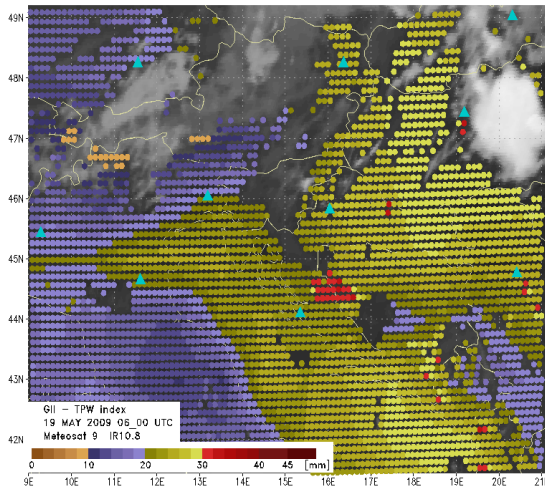 49N
48N
47N
46N
45N
44N
43N
42N
GII - TPW index
19 MAY 2009 06_00 UTC
Meteosat 9 IR10.8
0 10 20 30 40 45 [mm]
9E 10E 11E 12E 13E 14E 15E 16E 17E 18E 19E 20E 21E